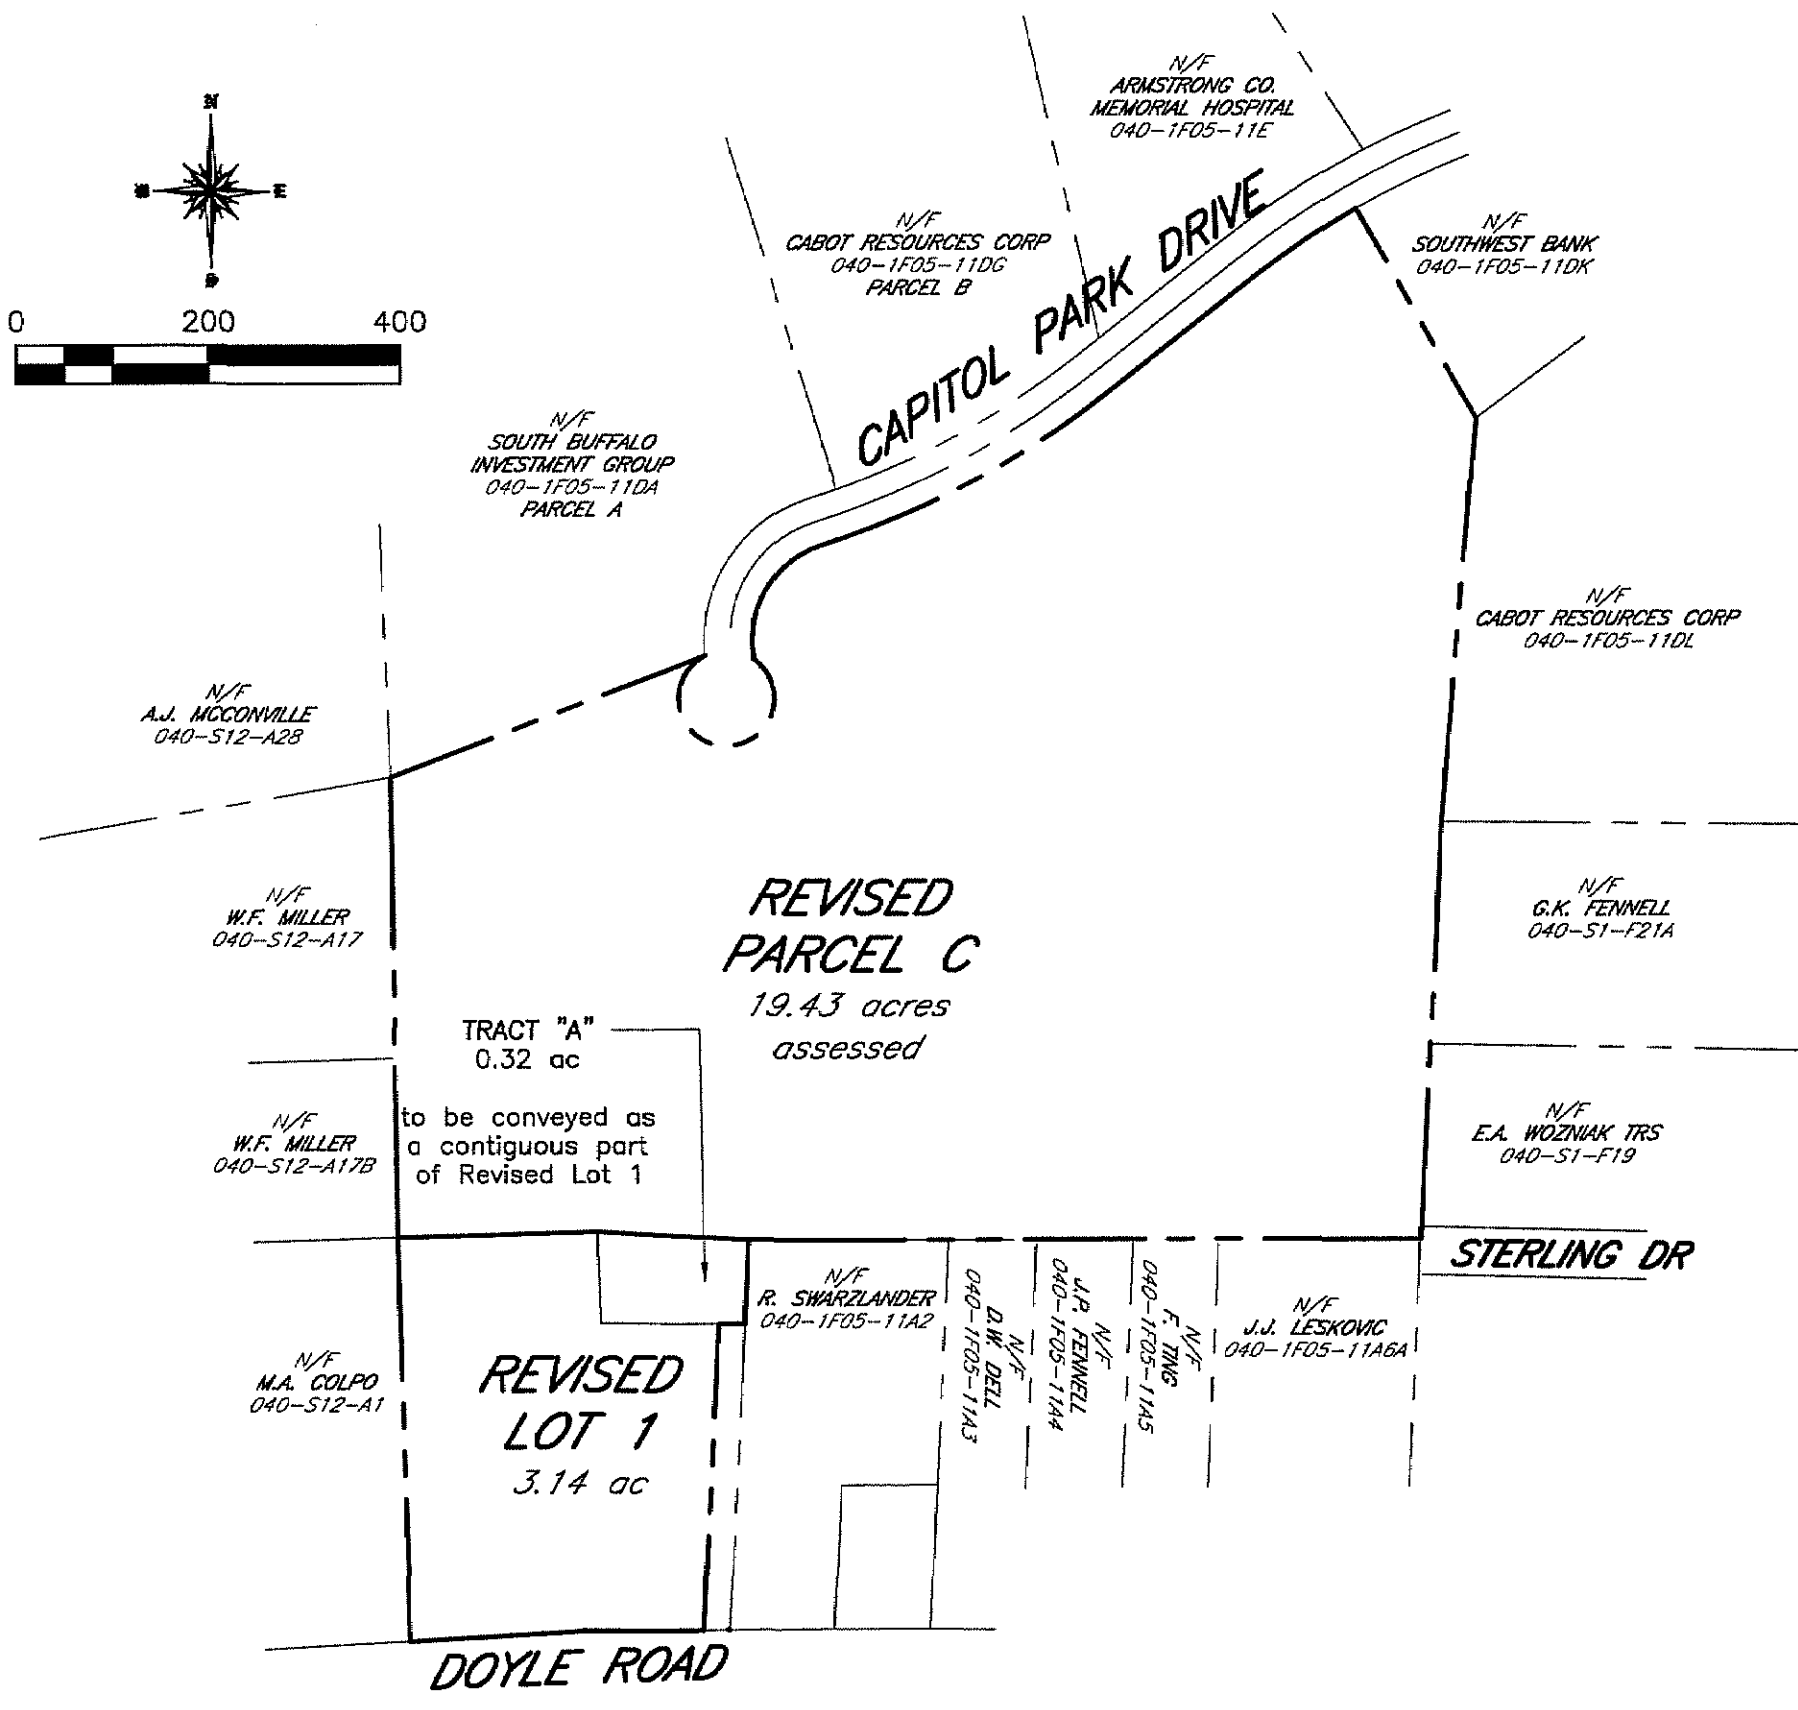 N
E
S
0 200 400
N/F
ARMSTRONG CO.
MEMORIAL HOSPITAL
040-1F05-11E
N/F
CABOT RESOURCES CORP
040-1F05-11DG
PARCEL B
CAPITOL PARK DRIVE
N/F
SOUTHWEST BANK
040-1F05-11DK
N/F
SOUTH BUFFALO
INVESTMENT GROUP
040-1F05-11DA
PARCEL A
N/F
CABOT RESOURCES CORP
040-1F05-11DL
N/F
A.J. MCCONVILLE
040-S12-A28
N/F
W.F. MILLER
040-S12-A17
REVISED
PARCEL C
19.43 acres
assessed
N/F
G.K. FENNELL
040-S1-F21A
TRACT "A"
0.32 ac
to be conveyed as
a contiguous part
of Revised Lot 1
N/F
W.F. MILLER
040-S12-A17B
N/F
E.A. WOZNIAK TRS
040-S1-F19
STERLING DR
N/F
R. SWARZLANDER
040-1F05-11A2
N/F
D.W. DELL
040-1F05-11A3
N/F
J.P. FENNELL
040-1F05-11A4
N/F
F. TING
040-1F05-11A5
N/F
J.J. LESKOVIC
040-1F05-11A6A
N/F
M.A. COLPO
040-S12-A1
REVISED
LOT 1
3.14 ac
DOYLE ROAD